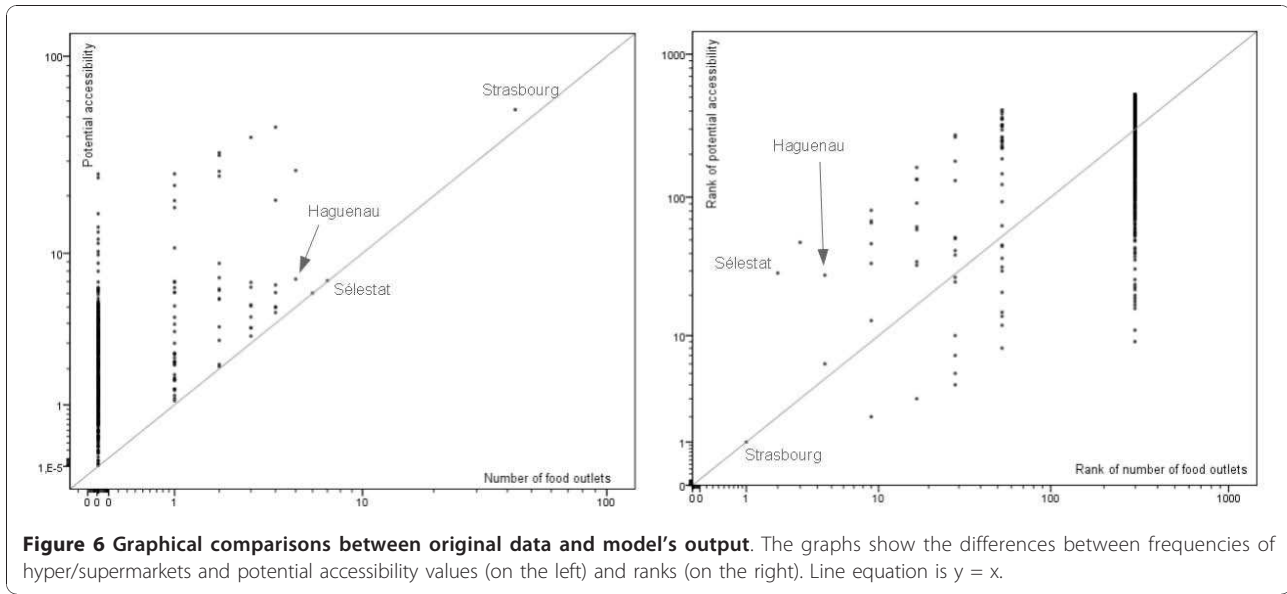 100
Potential accessibility
Strasbourg
Haguenau
10
Sélestat
1
1,E-5
Number of food outlets
0 0 0 1 10 100
1000
Rank of potential accessibility
Haguenau
100
Sélestat
10
1
Strasbourg
Rank of number of food outlets
0
0 0 1 10 100 1000
Figure 6 Graphical comparisons between original data and model's output. The graphs show the differences between frequencies of
hyper/supermarkets and potential accessibility values (on the left) and ranks (on the right). Line equation is y = x.